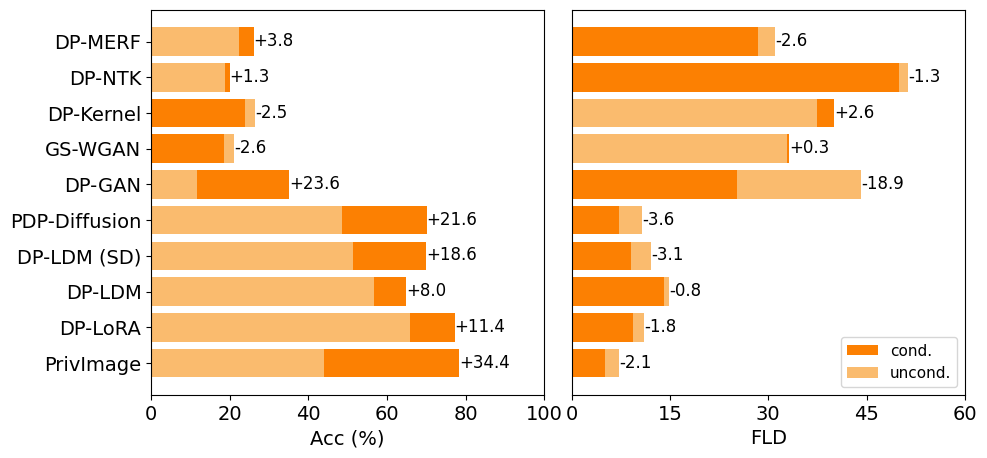 DP-MERF
DP-NTK
DP-Kernel
GS-WGAN
DP-GAN
PDP-Diffusion
DP-LDM (SD)
DP-LDM
DP-LoRA
PrivImage
+3.8
+1.3
-2.5
-2.6
+23.6
+21.6
+18.6
+8.0
+11.4
+34.4
0 20 40 60 80 100
Acc (%)
-2.6
-1.3
+2.6
+0.3
-18.9
-3.6
-3.1
-0.8
-1.8
-2.1
cond.
uncond.
0 15 30 45 60
FLD